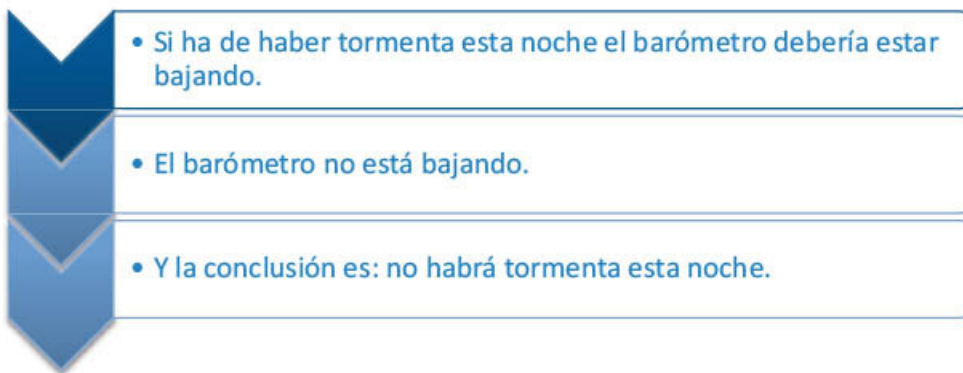 • Si ha de haber tormenta esta noche el barómetro debería estar
bajando.
• El barómetro no está bajando.
• Y la conclusión es: no habrá tormenta esta noche.